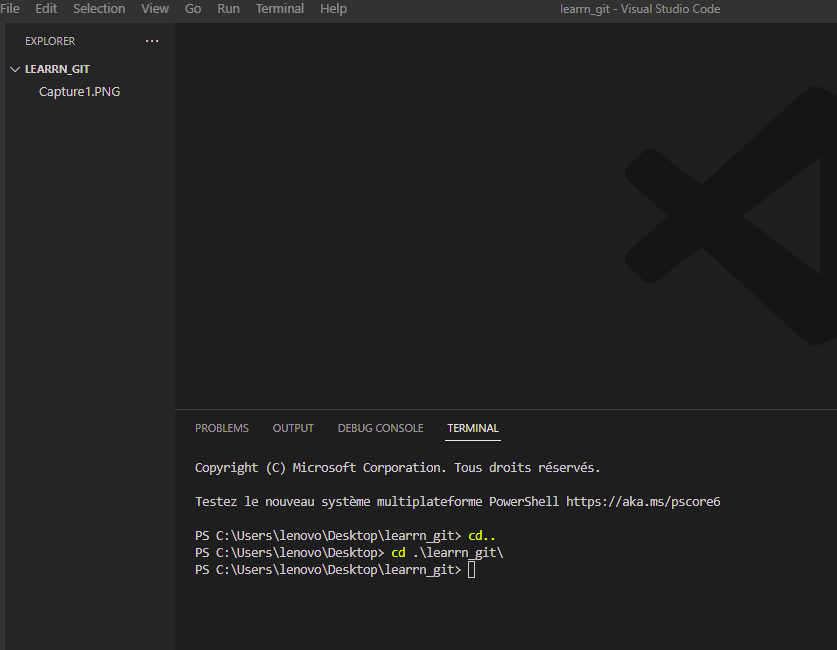 File Edit Selection View Go Run Terminal Help learrn_git - Visual Studio Code
EXPLORER ...
LEARRN_GIT
Capture1.PNG
PROBLEMS OUTPUT DEBUG CONSOLE TERMINAL
Copyright (C) Microsoft Corporation. Tous droits réservés.
Testez le nouveau système multiplateforme PowerShell https://aka.ms/pscore6
PS C:\Users\lenovo\Desktop\learrn_git> cd..
PS C:\Users\lenovo\Desktop> cd .\learrn_git\
PS C:\Users\lenovo\Desktop\learrn_git>